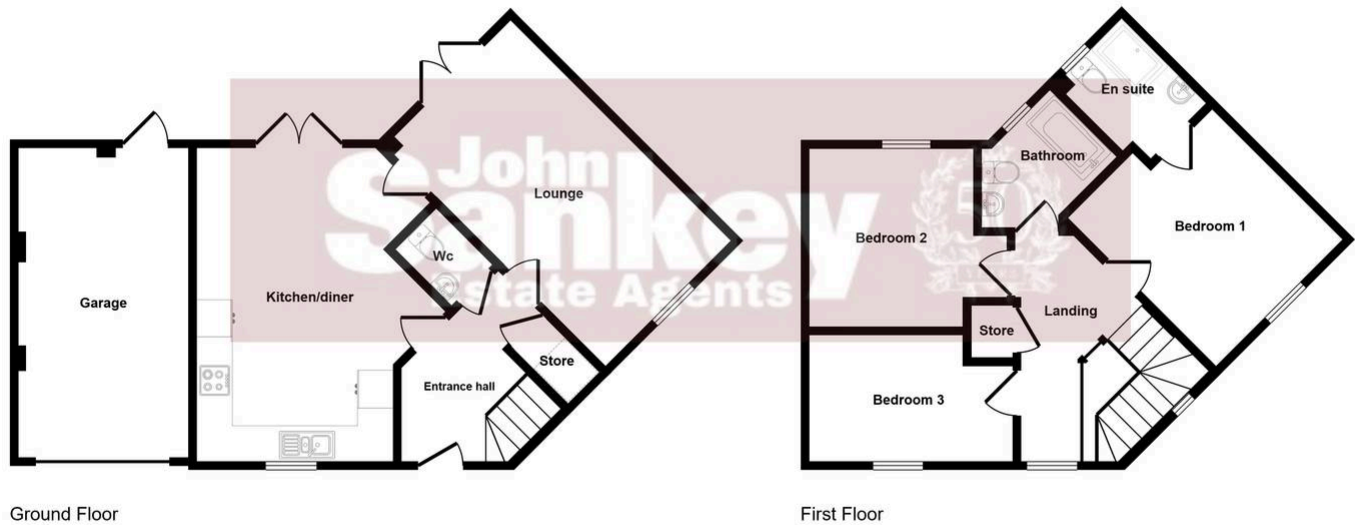 John
Sankey
Estate Agents
50
Garage
Kitchen/diner
Lounge
Wc
Store
Entrance hall
En suite
Bathroom
Bedroom 1
Bedroom 2
Landing
Store
Bedroom 3
Ground Floor
First Floor